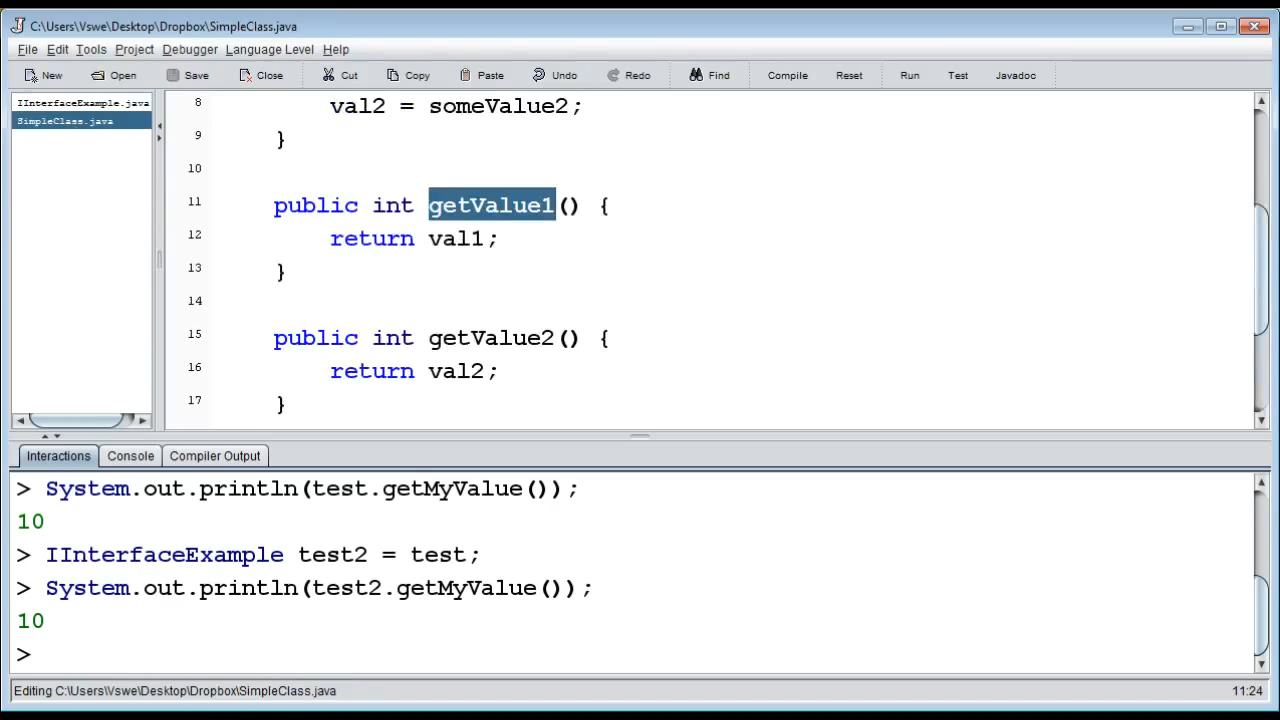 C:\Users\Vswe\Desktop\Dropbox\SimpleClass.java
File Edit Tools Project Debugger Language Level Help
New Open Save Close Cut Copy Paste Undo Redo Find Compile Reset Run Test Javadoc
IInterfaceExample.java
SimpleClass.java
8 val2 = someValue2;
9 }
10
11 public int getValue1() {
12 return val1;
13 }
14
15 public int getValue2() {
16 return val2;
17 }
Interactions Console Compiler Output
> System.out.println(test.getMyValue());
10
> IInterfaceExample test2 = test;
> System.out.println(test2.getMyValue());
10
>
Editing C:\Users\Vswe\Desktop\Dropbox\SimpleClass.java 11:24